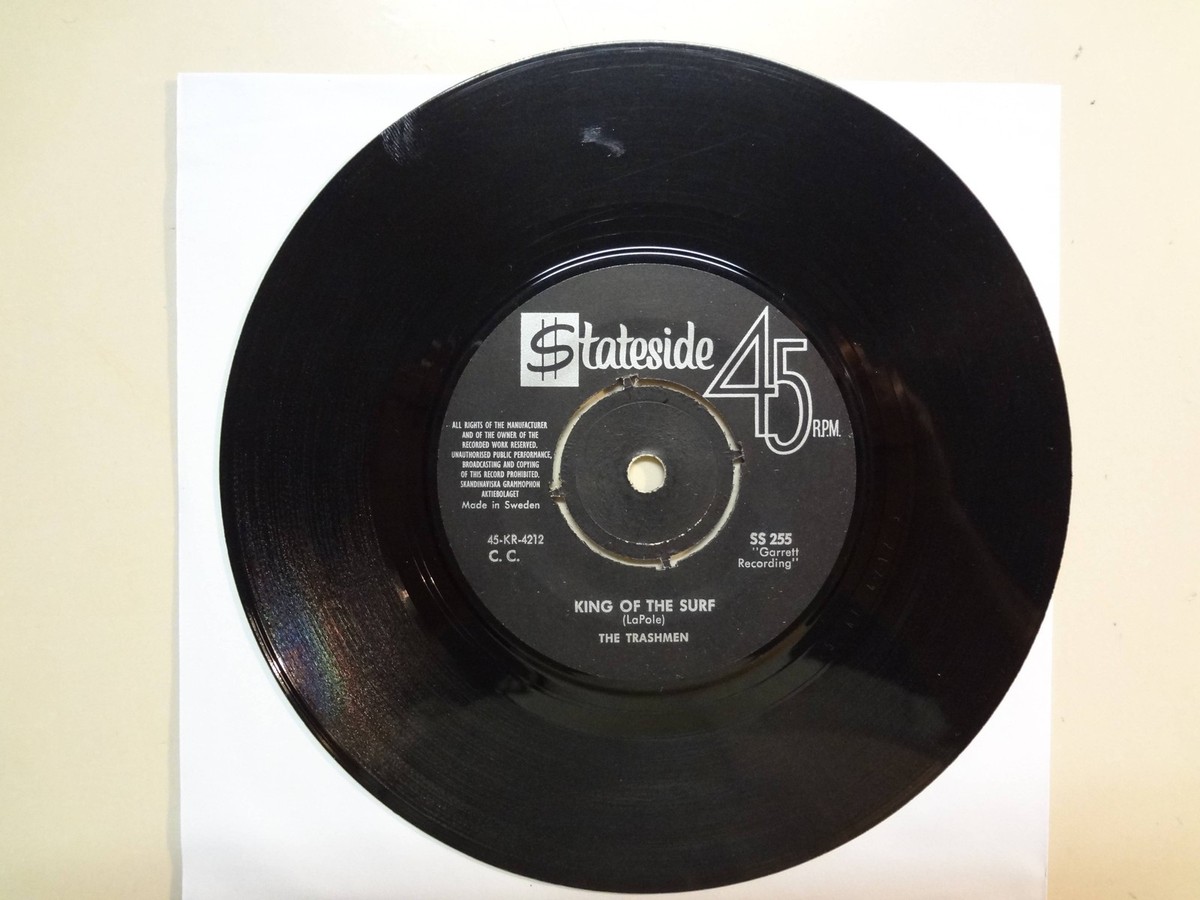 $tateside
45
R.P.M.
ALL RIGHTS OF THE MANUFACTURER
AND OF THE OWNER OF THE
RECORDED WORK RESERVED.
UNAUTHORISED PUBLIC PERFORMANCE,
BROADCASTING AND COPYING
OF THIS RECORD PROHIBITED.
SKANDINAVISKA GRAMMOPHON
AKTIEBOLAGET
Made in Sweden
45-KR-4212
C. C.
SS 255
"Garrett
Recording"
KING OF THE SURF
(LaPole)
THE TRASHMEN